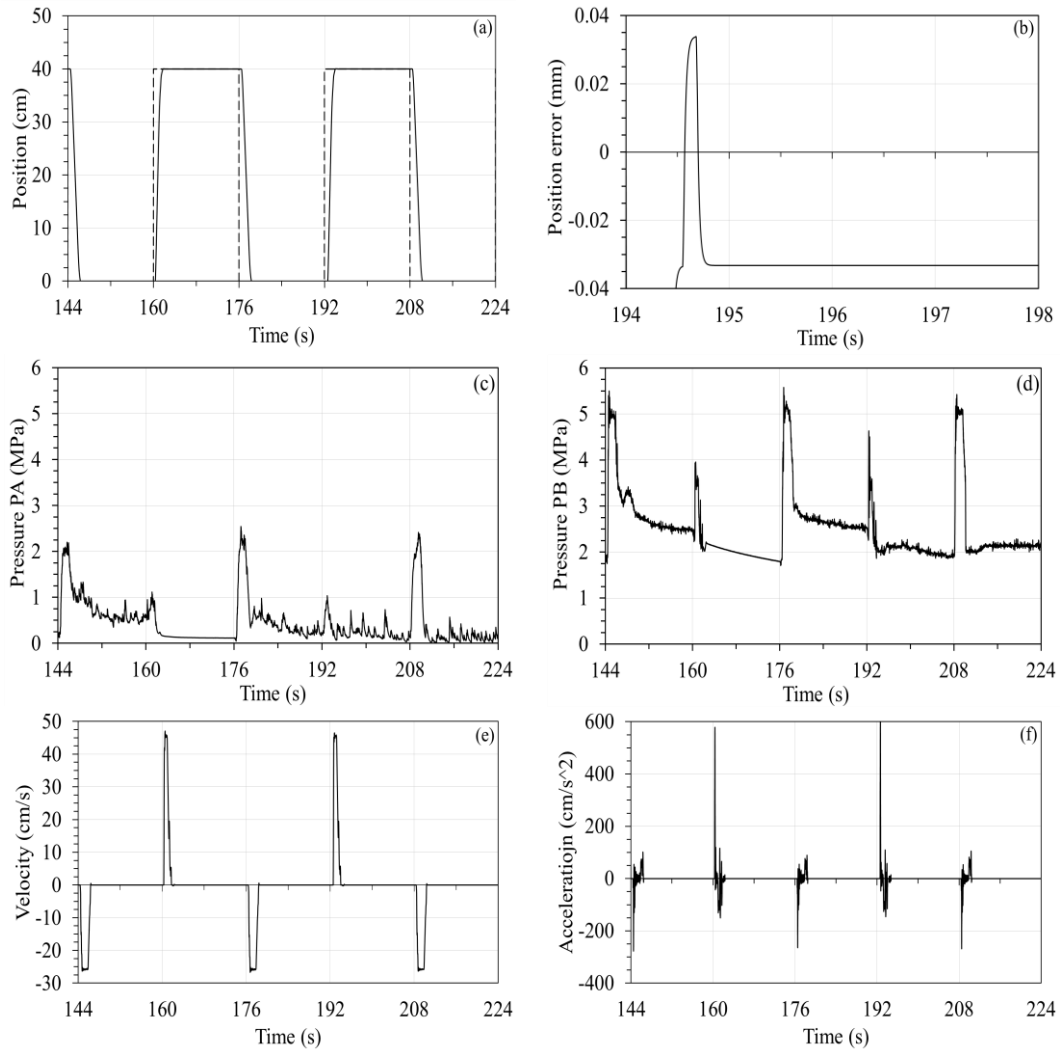 50
(a)
40
30
20
10
0
Position (cm)
144 160 176 192 208 224
Time (s)
0.04
(b)
0.02
0
-0.02
-0.04
Position error (mm)
194 195 196 197 198
Time (s)
6
(c)
5
4
3
2
1
0
Pressure PA (MPa)
144 160 176 192 208 224
Time (s)
6
(d)
5
4
3
2
1
0
Pressure PB (MPa)
144 160 176 192 208 224
Time (s)
50
(e)
40
30
20
10
0
-10
-20
-30
Velocity (cm/s)
144 160 176 192 208 224
Time (s)
600
(f)
400
200
0
-200
-400
Acceleratiojn (cm/s^2)
144 160 176 192 208 224
Time (s)